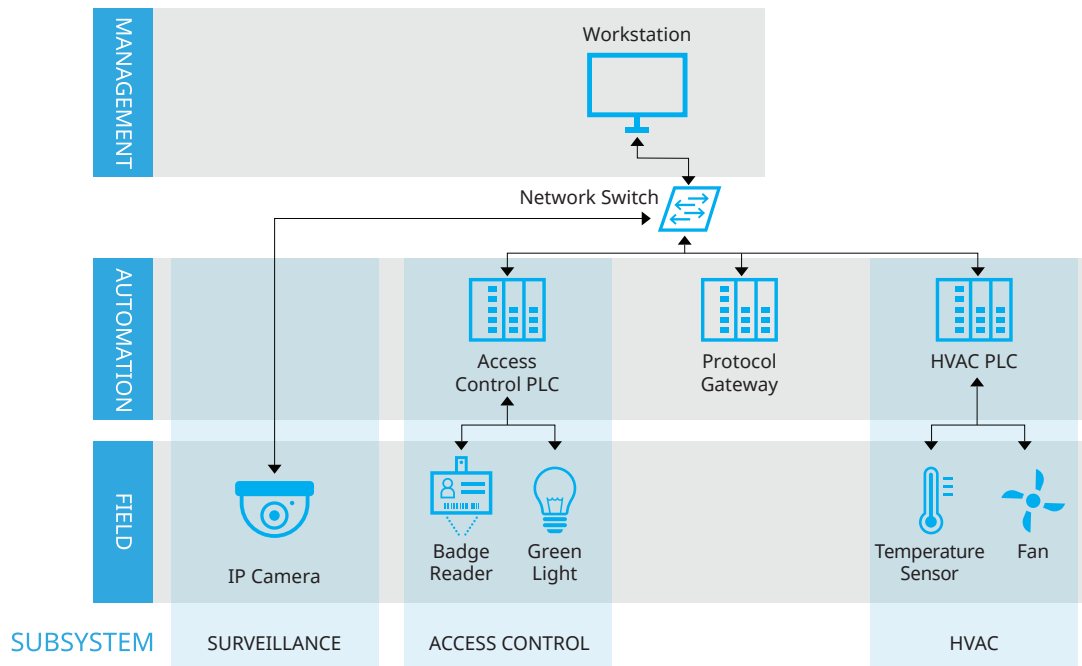 MANAGEMENT
Workstation
Network Switch
AUTOMATION
Access
Control PLC
Protocol
Gateway
HVAC PLC
FIELD
IP Camera
Badge
Reader
Green
Light
Temperature
Sensor
Fan
SUBSYSTEM
SURVEILLANCE
ACCESS CONTROL
HVAC